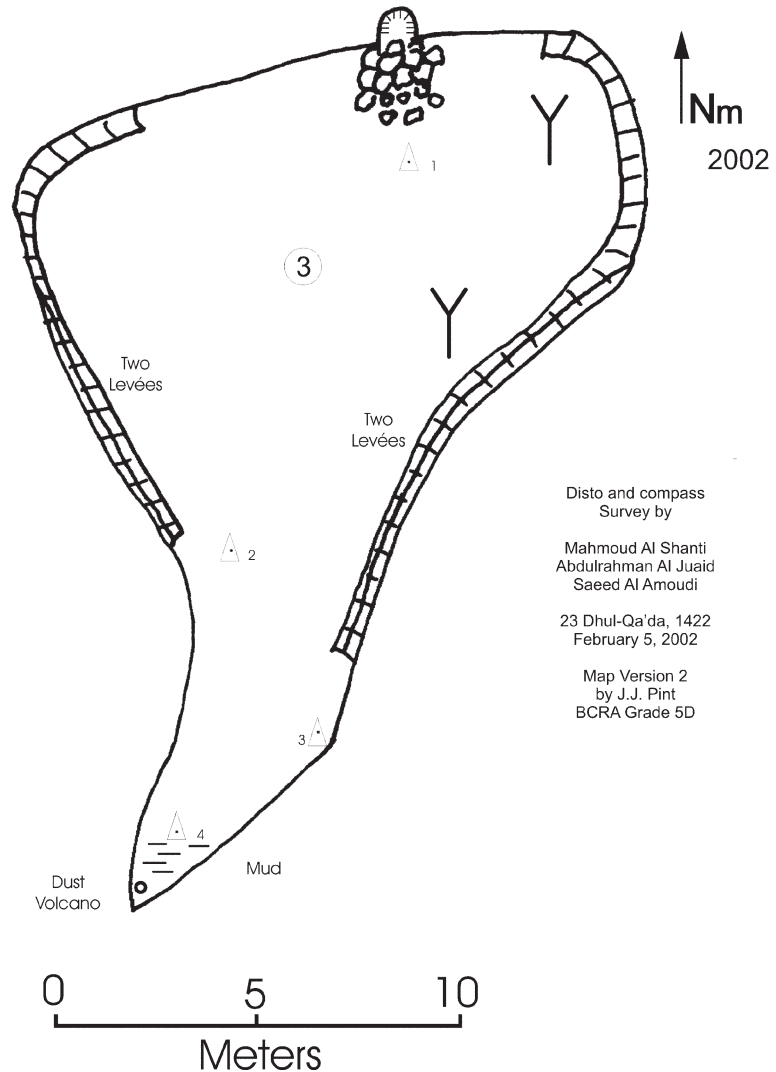 Nm
2002
1
3
Two
Levées
Two
Levées
Disto and compass
Survey by
Mahmoud Al Shanti
Abdulrahman Al Juaid
Saeed Al Amoudi
23 Dhul-Qa'da, 1422
February 5, 2002
Map Version 2
by J.J. Pint
BCRA Grade 5D
2
3
4
Mud
Dust
Volcano
0 5 10
Meters